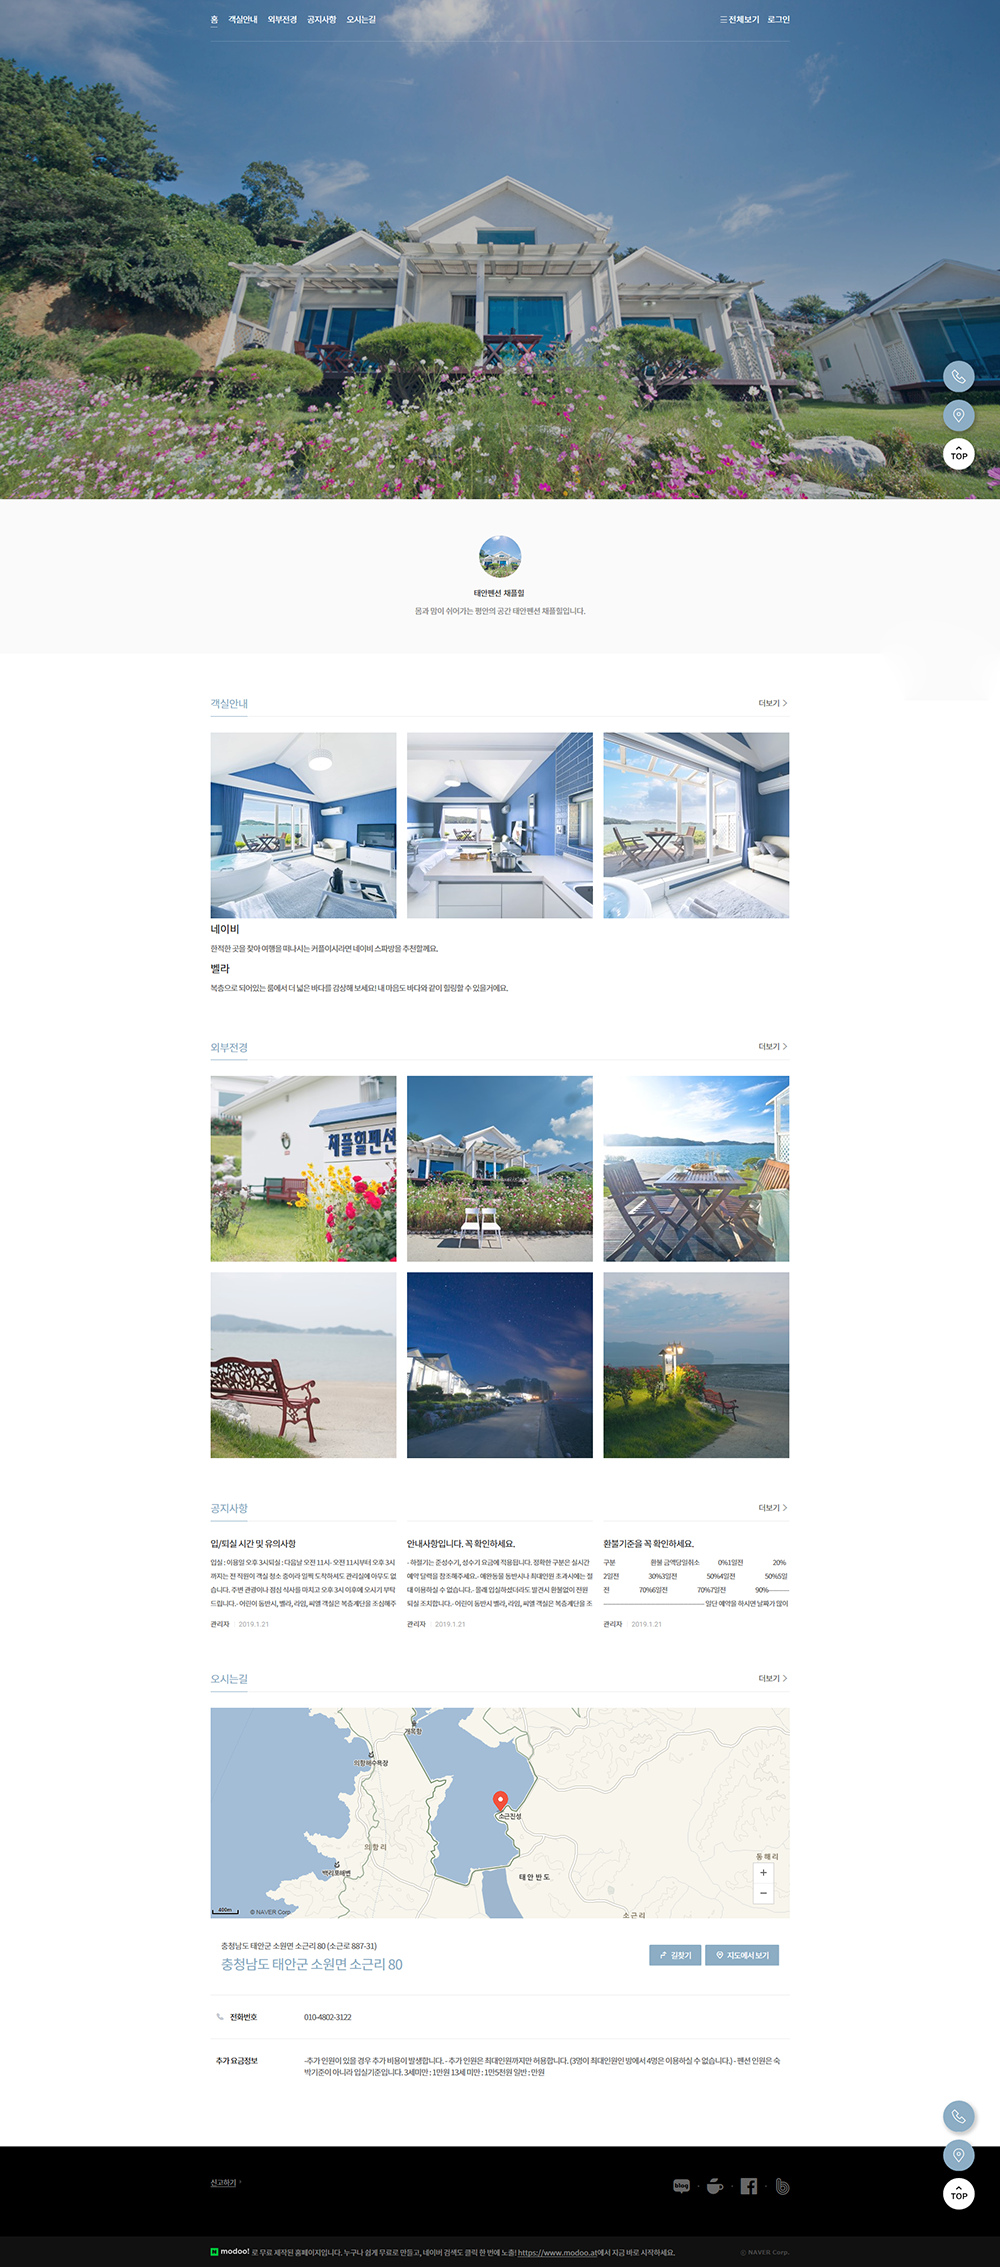 홈 객실안내 외부전경 공지사항 오시는길 전체보기 로그인
TOP
태안펜션 채플힐
몸과 맘이 쉬어가는 평안의 공간 태안펜션 채플힐입니다.
객실안내 더보기
네이비
한적한 곳을 찾아 여행을 떠나시는 커플이시라면 네이비 스파방을 추천할께요.
벨라
복층으로 되어있는 룸에서 더 넓은 바다를 감상해 보세요! 내 마음도 바다와 같이 힐링할 수 있을거에요.
외부전경 더보기
채플힐펜션
공지사항 더보기
입/퇴실 시간 및 유의사항
입실 : 이용일 오후 3시퇴실 : 다음날 오전 11시- 오전 11시부터 오후 3시
까지는 전 직원이 객실 청소 중이라 일찍 도착하셔도 관리실에 아무도 없
습니다. 주변 관광이나 점심 식사를 마치고 오후 3시 이후에 오시기 부탁
드립니다.- 어린이 동반시, 벨라, 라임, 씨엘 객실은 복층계단을 조심해주
관리자 2019.1.21
안내사항입니다. 꼭 확인하세요.
- 하절기는 준성수기, 성수기 요금에 적용됩니다. 정확한 구분은 실시간
예약 달력을 참조해주세요.- 애완동물 동반시나 최대인원 초과시에는 절
대 이용하실 수 없습니다.- 몰래 입실하셨더라도 발견시 환불없이 전원
퇴실 조치합니다.- 어린이 동반시 벨라, 라임, 씨엘 객실은 복층계단을 조
관리자 2019.1.21
환불기준을 꼭 확인하세요.
구분 환불 금액당일취소 0%1일전 20%
2일전 30%3일전 50%4일전 50%5일
전 70%6일전 70%7일전 90%---------
---------------------------------- 일단 예약을 하시면 날짜가 많이
관리자 2019.1.21
오시는길 더보기
개목항
의항해수욕장
소근진성
의항리
백리포해변
태안반도
동해리
소근리
+
−
400m
© NAVER Corp.
충청남도 태안군 소원면 소근리 80 (소근로 887-31)
충청남도 태안군 소원면 소근리 80
길찾기 지도에서 보기
전화번호 010-4802-3122
추가 요금정보 -추가 인원이 있을 경우 추가 비용이 발생합니다. - 추가 인원은 최대인원까지만 허용합니다. (3명이 최대인원인 방에서 4명은 이용하실 수 없습니다.) - 펜션 인원은 숙
박기준이 아니라 입실기준입니다. 3세미만 : 1만원 13세 미만 : 1만5천원 일반 : 만원
TOP
신고하기
blog
modoo! 로 무료 제작된 홈페이지입니다. 누구나 쉽게 무료로 만들고, 네이버 검색도 클릭 한 번에 노출! https://www.modoo.at에서 지금 바로 시작하세요.
© NAVER Corp.